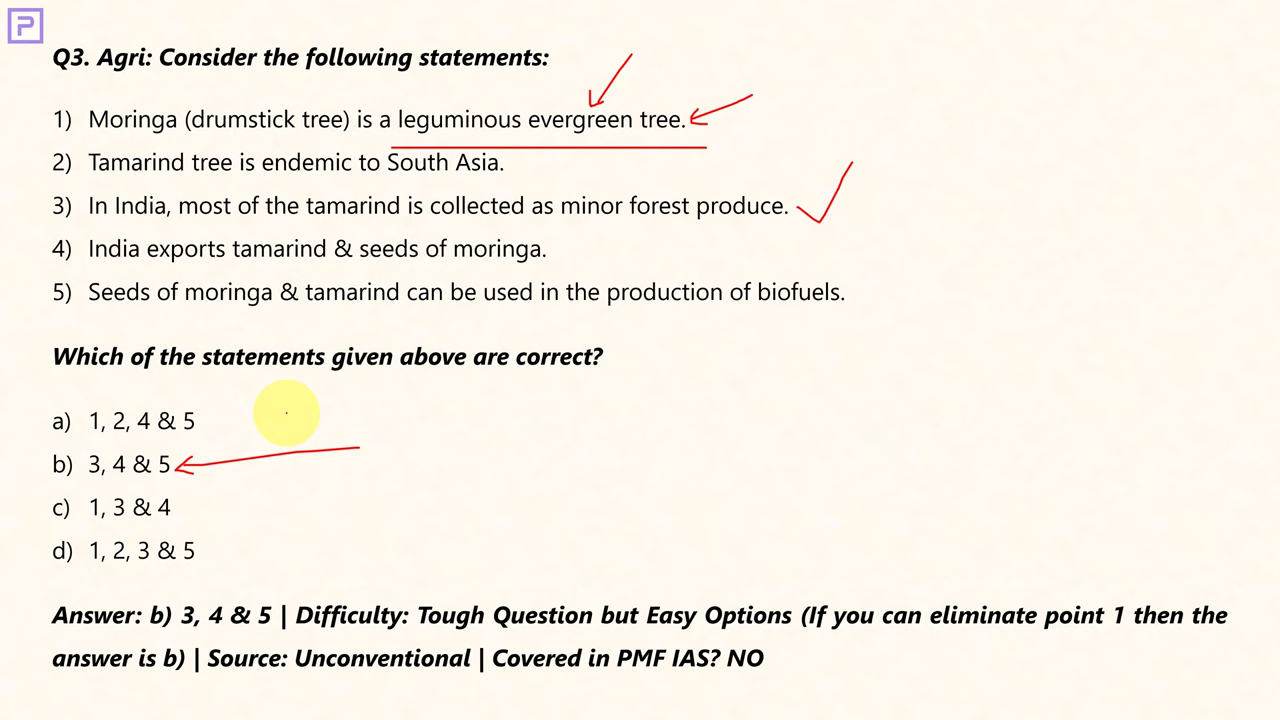 P
Q3. Agri: Consider the following statements:
1) Moringa (drumstick tree) is a leguminous evergreen tree.
2) Tamarind tree is endemic to South Asia.
3) In India, most of the tamarind is collected as minor forest produce.
4) India exports tamarind & seeds of moringa.
5) Seeds of moringa & tamarind can be used in the production of biofuels.
Which of the statements given above are correct?
a) 1, 2, 4 & 5
b) 3, 4 & 5
c) 1, 3 & 4
d) 1, 2, 3 & 5
Answer: b) 3, 4 & 5 | Difficulty: Tough Question but Easy Options (If you can eliminate point 1 then the
answer is b) | Source: Unconventional | Covered in PMF IAS? NO